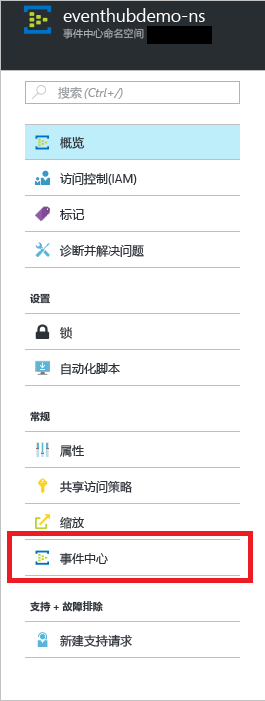 eventhubdemo-ns
事件中心命名空间
搜索(Ctrl+/)
概览
访问控制(IAM)
标记
诊断并解决问题
设置
锁
自动化脚本
常规
属性
共享访问策略
缩放
事件中心
支持 + 故障排除
新建支持请求